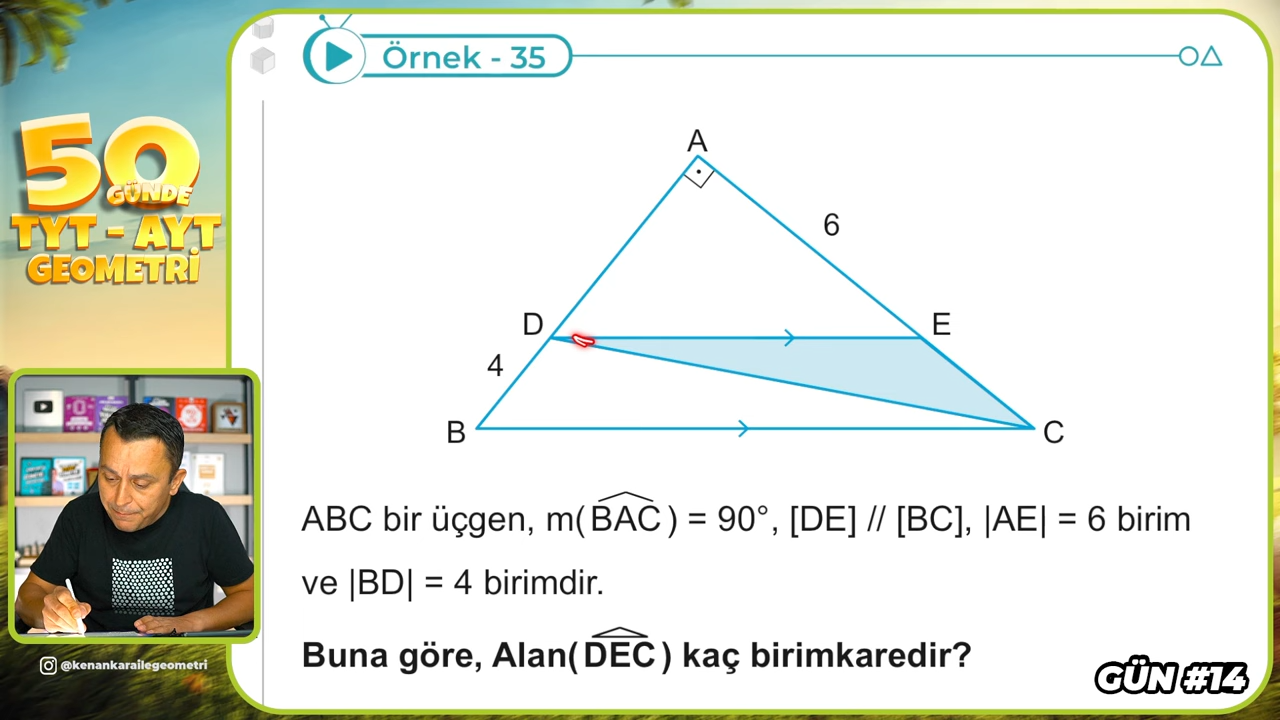 Örnek - 35
50
GÜNDE
TYT - AYT
GEOMETRİ
A
6
D
E
4
B
C
ABC bir üçgen, m(BAC) = 90°, [DE] // [BC], |AE| = 6 birim
ve |BD| = 4 birimdir.
Buna göre, Alan(DEC) kaç birimkaredir?
@kenankarailegeometri
GÜN #14